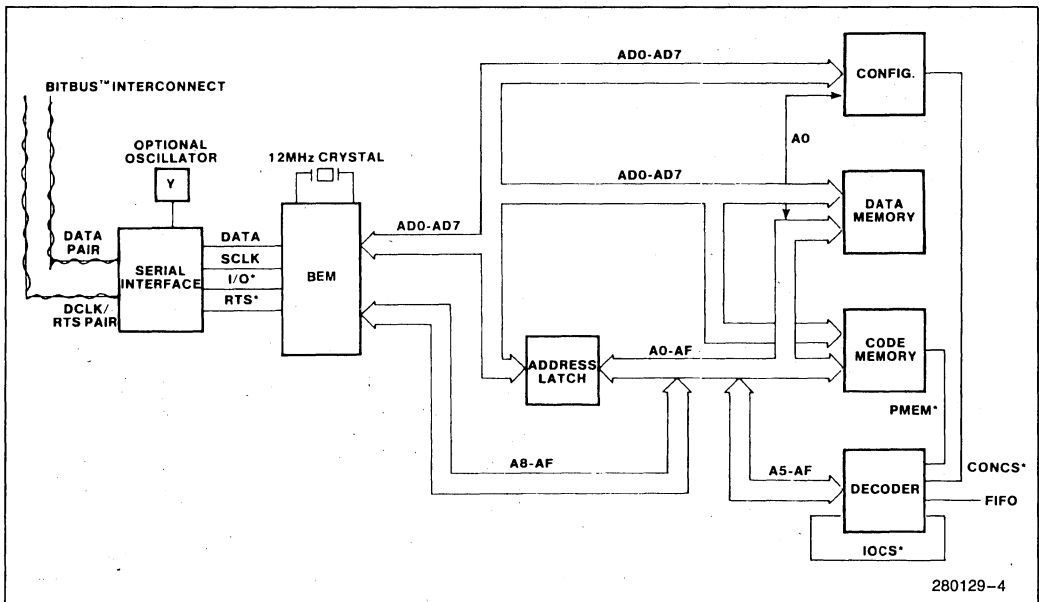 BITBUS™ INTERCONNECT
OPTIONAL
OSCILLATOR
Y
12MHz CRYSTAL
DATA
PAIR
SERIAL
INTERFACE
DCLK/
RTS PAIR
DATA
SCLK
I/O*
RTS*
BEM
AD0-AD7
AD0-AD7
CONFIG.
A0
AD0-AD7
DATA
MEMORY
ADDRESS
LATCH
A0-AF
CODE
MEMORY
PMEM*
A8-AF
A5-AF
DECODER
CONCS*
FIFO
IOCS*
280129-4